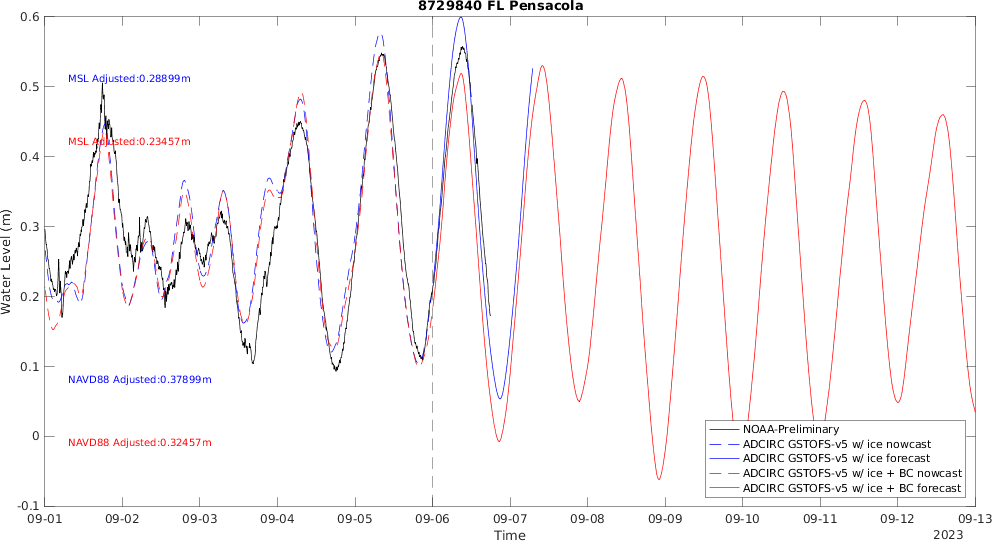 8729840 FL Pensacola
0.6
0.5
0.4
0.3
0.2
0.1
0
-0.1
Water Level (m)
MSL Adjusted:0.28899m
MSL Adjusted:0.23457m
NAVD88 Adjusted:0.37899m
NAVD88 Adjusted:0.32457m
NOAA-Preliminary
ADCIRC GSTOFS-v5 w/ ice nowcast
ADCIRC GSTOFS-v5 w/ ice forecast
ADCIRC GSTOFS-v5 w/ ice + BC nowcast
ADCIRC GSTOFS-v5 w/ ice + BC forecast
09-01 09-02 09-03 09-04 09-05 09-06 09-07 09-08 09-09 09-10 09-11 09-12 09-13
Time
2023